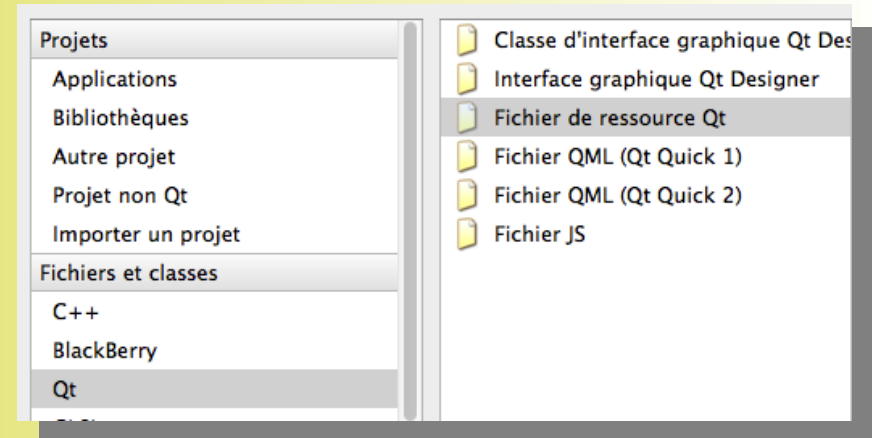 Projets
Applications
Bibliothèques
Autre projet
Projet non Qt
Importer un projet
Fichiers et classes
C++
BlackBerry
Qt
Classe d'interface graphique Qt Des
Interface graphique Qt Designer
Fichier de ressource Qt
Fichier QML (Qt Quick 1)
Fichier QML (Qt Quick 2)
Fichier JS